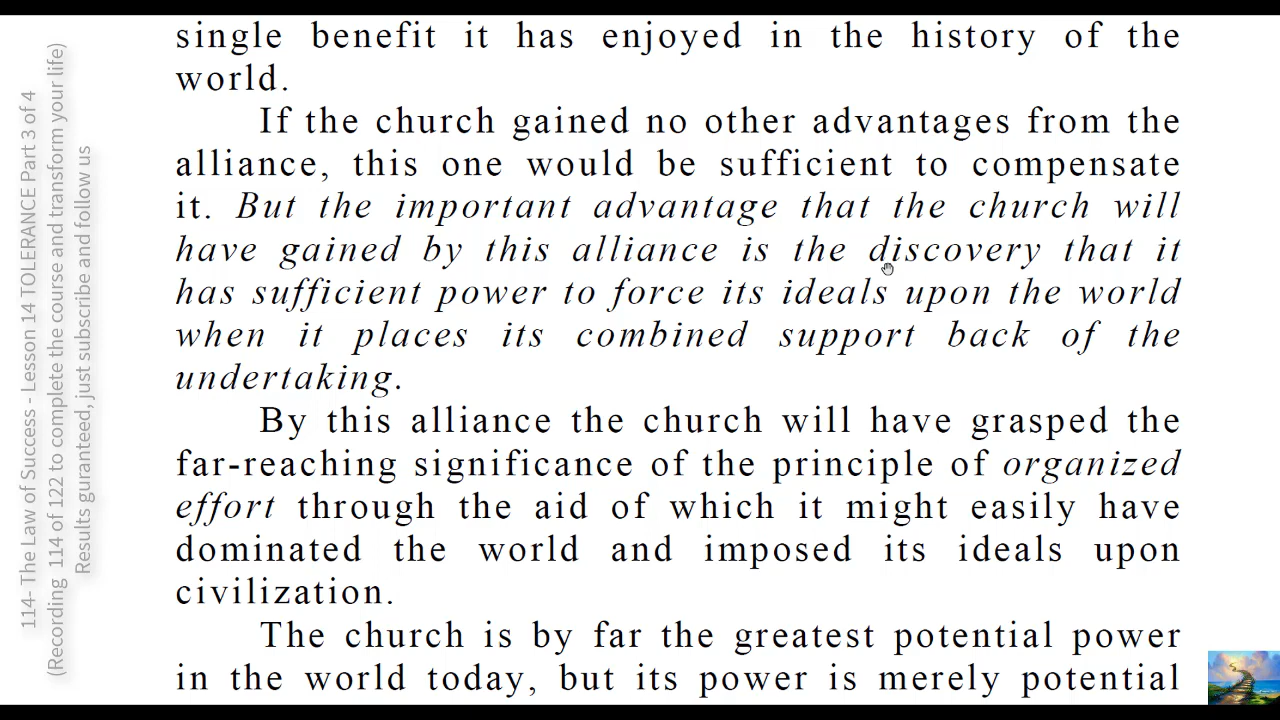 single benefit it has enjoyed in the history of the
world.
If the church gained no other advantages from the
alliance, this one would be sufficient to compensate
it. But the important advantage that the church will
have gained by this alliance is the discovery that it
has sufficient power to force its ideals upon the world
when it places its combined support back of the
undertaking.
By this alliance the church will have grasped the
far-reaching significance of the principle of organized
effort through the aid of which it might easily have
dominated the world and imposed its ideals upon
civilization.
The church is by far the greatest potential power
in the world today, but its power is merely potential
114- The Law of Success - Lesson 14 TOLERANCE Part 3 of 4
(Recording 114 of 122 to complete the course and transform your life)
Results guranteed, just subscribe and follow us